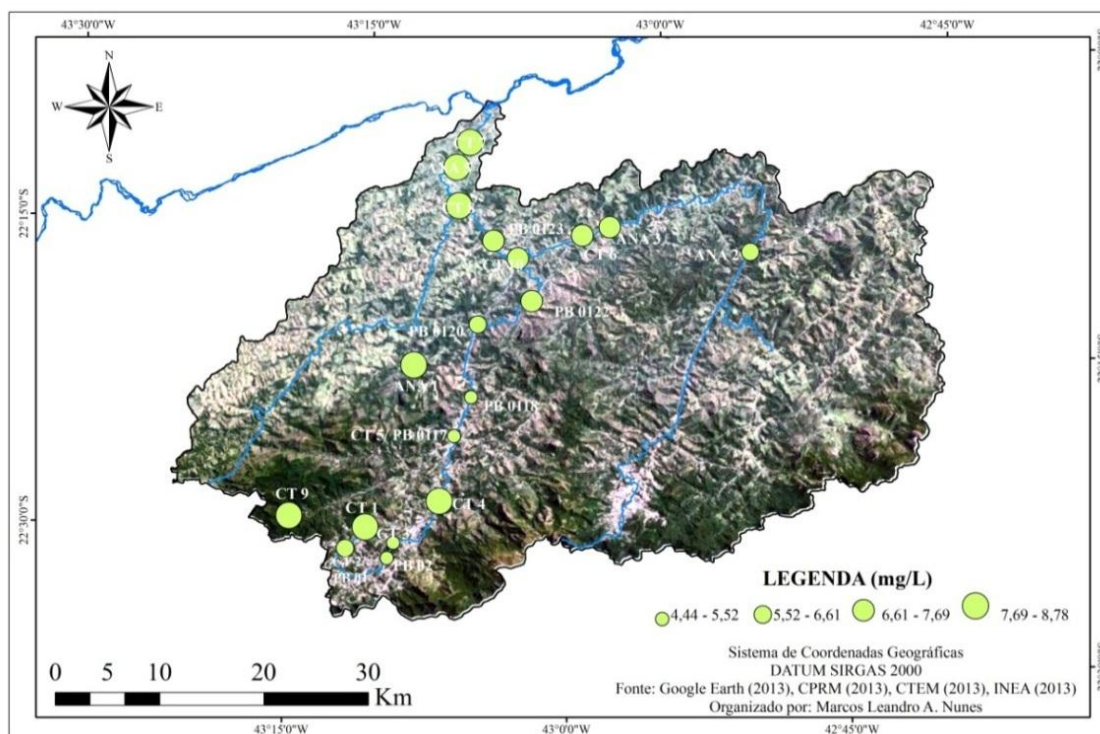 43°30'0"W
43°15'0"W
43°00'0"W
42°45'0"W
N
W
E
S
22°15'0"S
22°30'0"S
PB 0123
ANA 3
CT 6
ANA 2
PB 0122
PB 0120
PB 0118
CT 5/ PB 0117
CT 9
CT 1
CT 4
PB 02
LEGENDA (mg/L)
4,44 - 5,52
5,52 - 6,61
6,61 - 7,69
7,69 - 8,78
0 5 10 20 30
Km
Sistema de Coordenadas Geográficas
DATUM SIRGAS 2000
Fonte: Google Earth (2013), CPRM (2013), CTEM (2013), INEA (2013)
Organizado por: Marcos Leandro A. Nunes
43°15'0"W
43°00'0"W
42°45'0"W